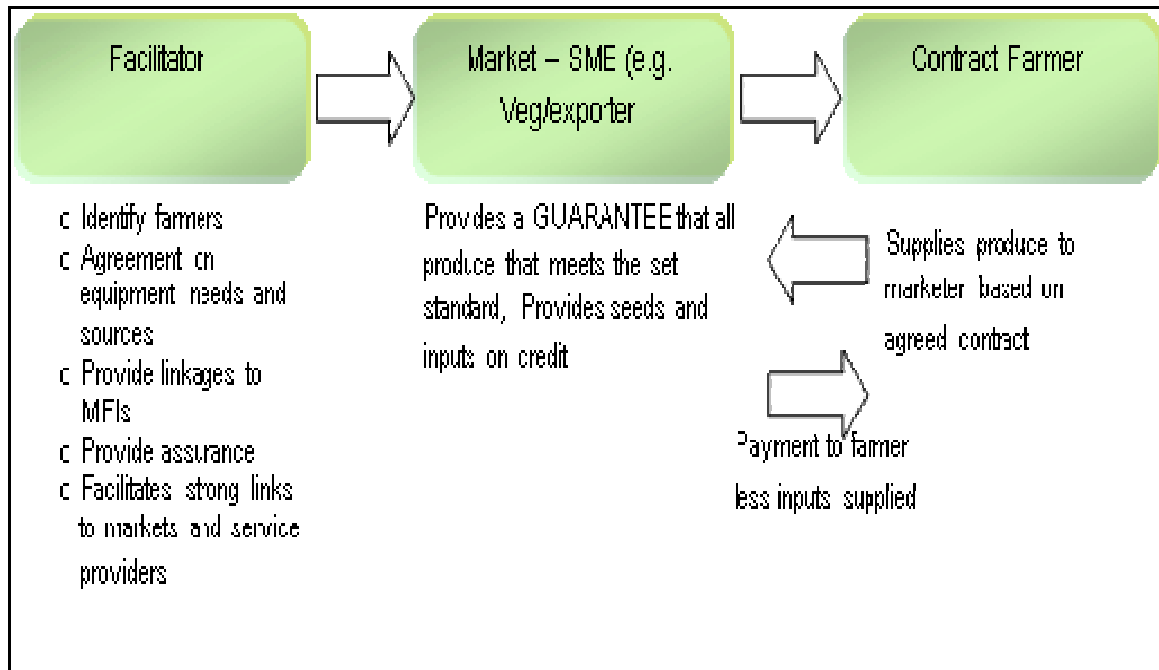 Facilitator
Market – SME (e.g.
Veg/exporter
Contract Farmer
c Identify farmers
c Agreement on
equipment needs and
sources
c Provide linkages to
MFIs
c Provide assurance
c Facilitates strong links
to markets and service
providers
Provides a GUARANTEE that all
produce that meets the set
standard, Provides seeds and
inputs on credit
Supplies produce to
marketer based on
agreed contract
Payment to farmer
less inputs supplied